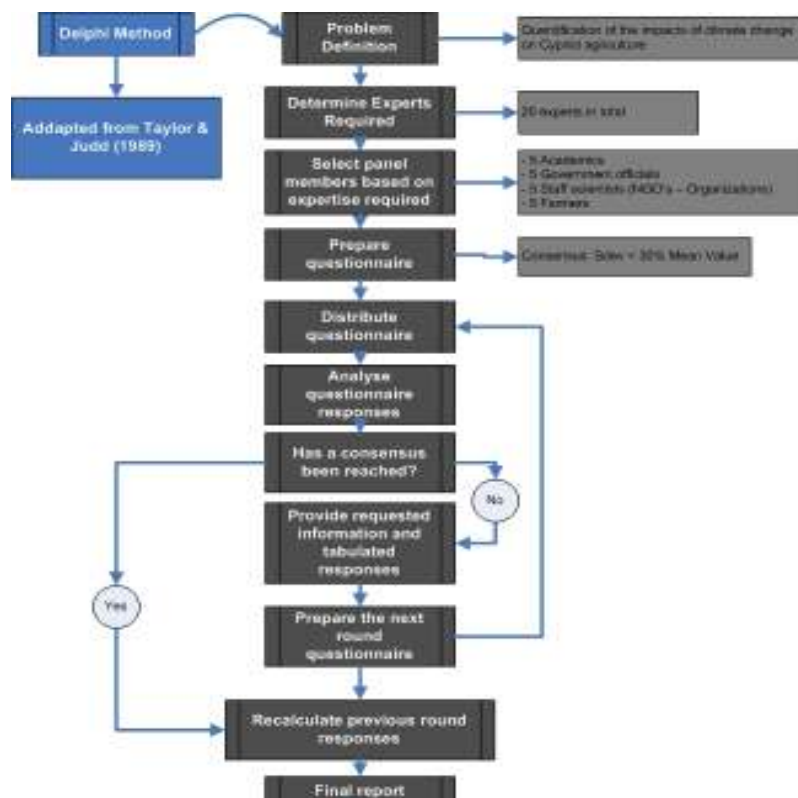 Delphi Method
Addapted from Taylor &
Judd (1989)
Problem
Definition
Quantification of the impacts of climate change
on Cypriot agriculture
Determine Experts
Required
20 experts in total
Select panel
members based on
expertise required
- 5 Academics
- 5 Government officials
- 5 Staff scientists (NGO's – Organizations)
- 5 Farmers
Prepare
questionnaire
Consensus: 30% Mean Value
Distribute
questionnaire
Analyse
questionnaire
responses
Has a consensus
been reached?
No
Provide requested
information and
tabulated
responses
Yes
Prepare the next
round
questionnaire
Recalculate previous round
responses
Final report